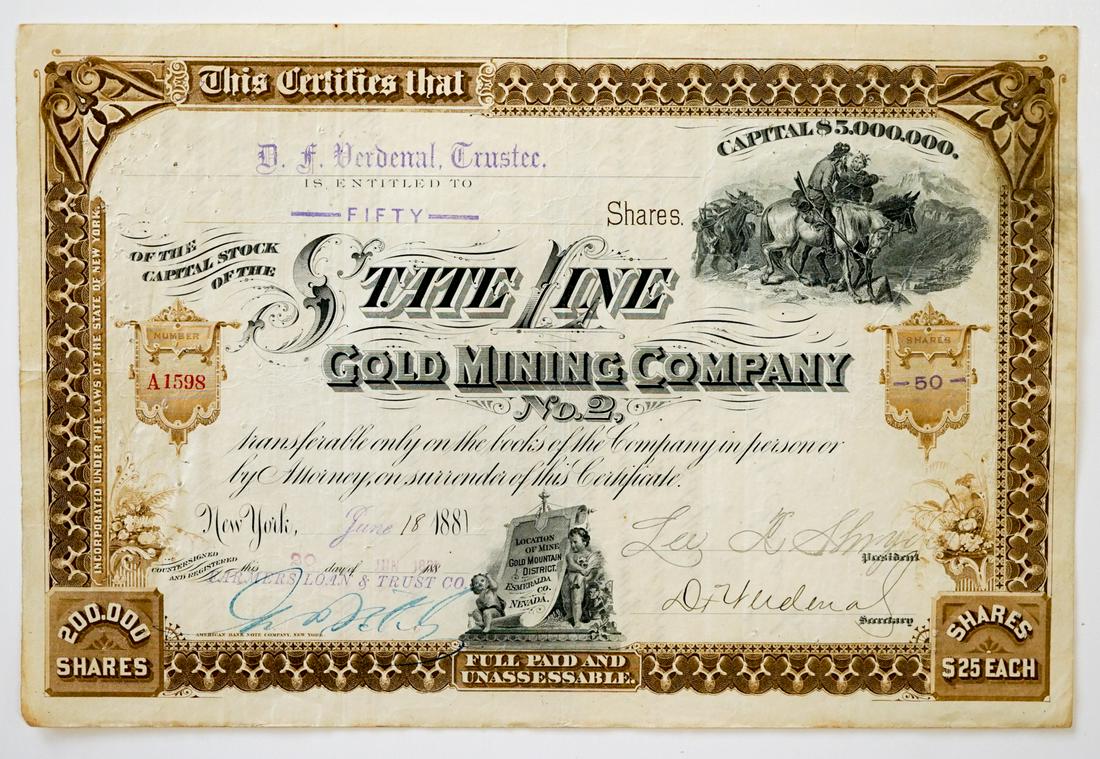 This Certifies that
CAPITAL $5.000.000.
D. F. Verdenal, Trustee.
IS ENTITLED TO
FIFTY
Shares.
OF THE
CAPITAL STOCK
OF THE
STATE LINE
GOLD MINING COMPANY
No. 2,
NUMBER
A1598
SHARES
-50-
transferable only on the books of the Company in person or
by Attorney, on surrender of this Certificate.
New York, June 18 1881
COUNTERSIGNED
AND REGISTERED
this 20 day of
FARMERS LOAN & TRUST CO.
LOCATION
OF MINE
GOLD MOUNTAIN
DISTRICT.
ESMERALDA
CO.
NEVADA.
President
D. F. Verdenal
Secretary
AMERICAN BANK NOTE COMPANY, NEW YORK.
INCORPORATED UNDER THE LAWS OF THE STATE OF NEW YORK.
200.000
SHARES
FULL PAID AND
UNASSESSABLE.
SHARES
$25 EACH